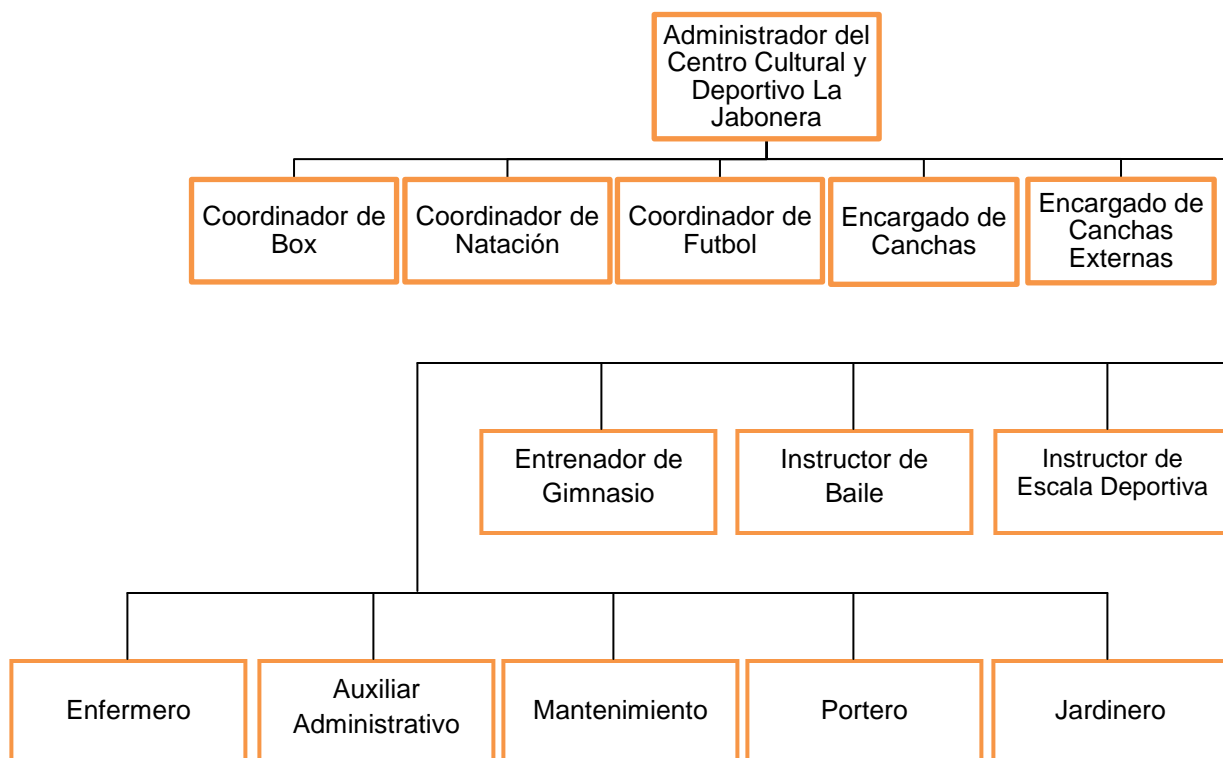 Administrador del
Centro Cultural y
Deportivo La
Jabonera
Coordinador de
Box
Coordinador de
Natación
Coordinador de
Futbol
Encargado de
Canchas
Encargado de
Canchas
Externas
Entrenador de
Gimnasio
Instructor de
Baile
Instructor de
Escala Deportiva
Enfermero
Auxiliar
Administrativo
Mantenimiento
Portero
Jardinero